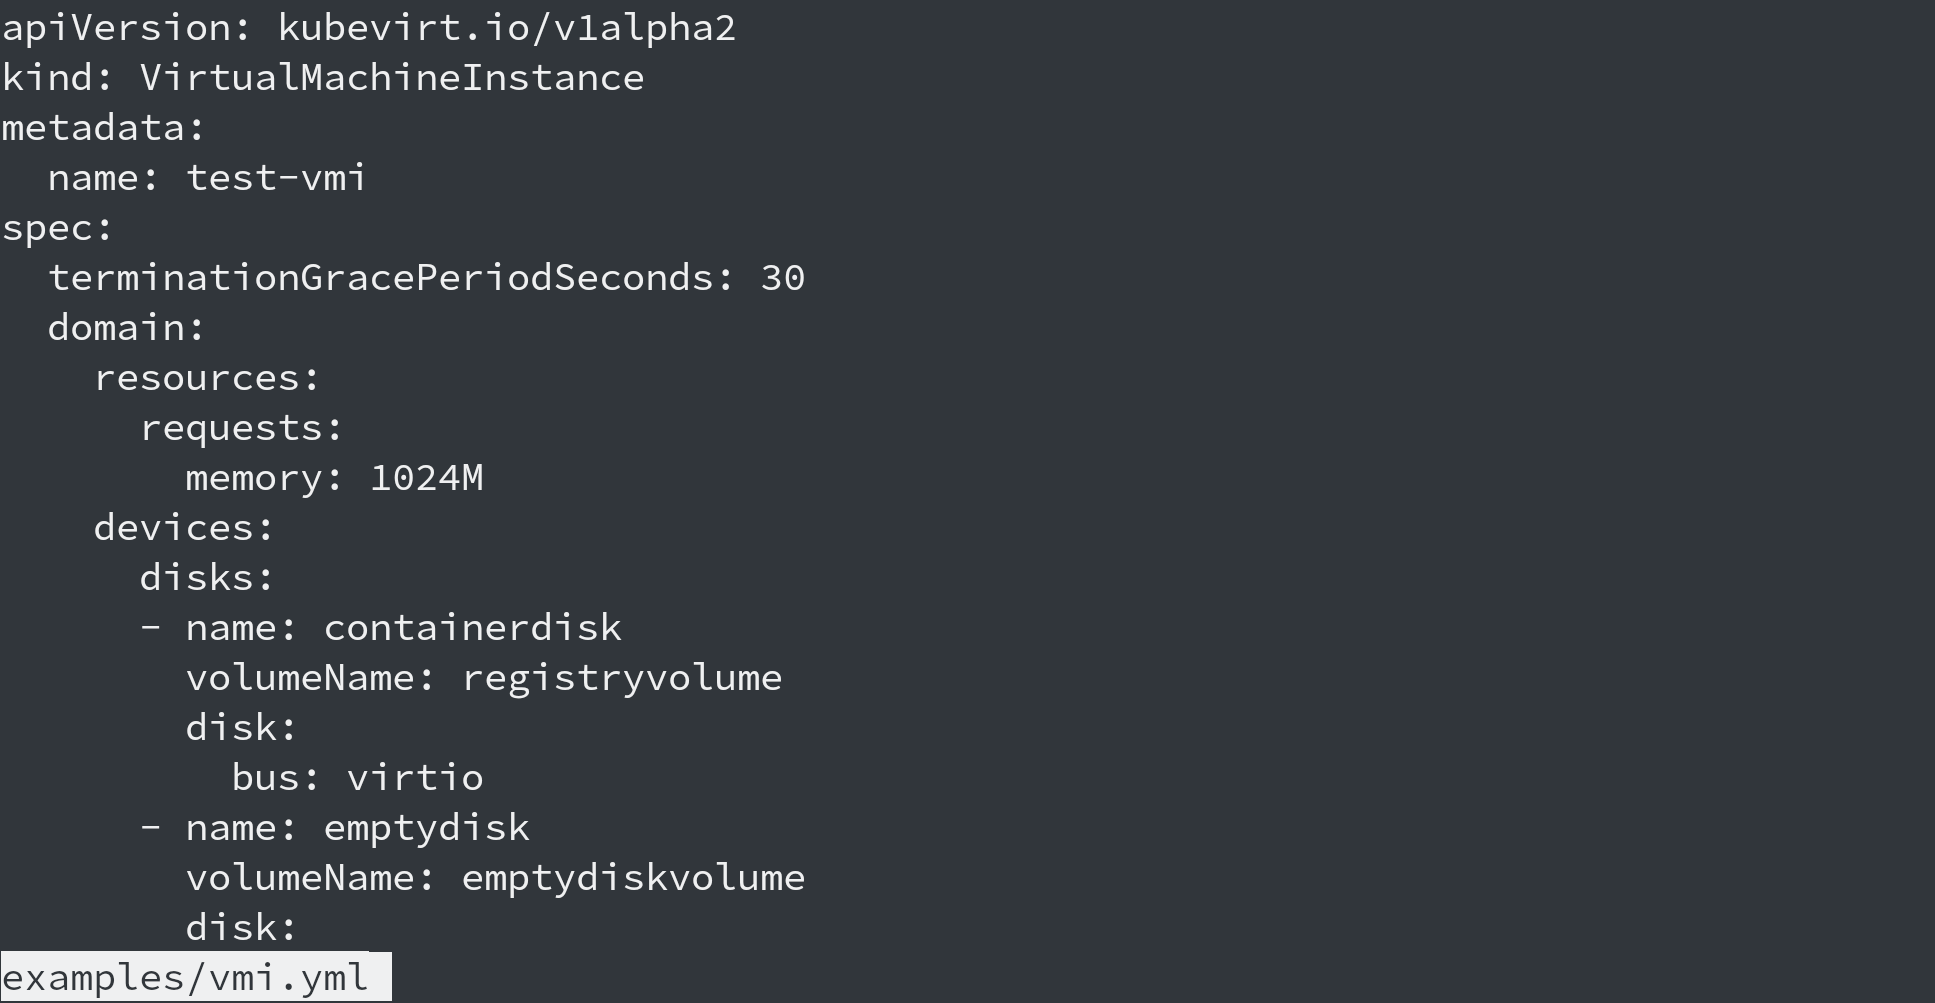 apiVersion: kubevirt.io/v1alpha2
kind: VirtualMachineInstance
metadata:
  name: test-vmi
spec:
  terminationGracePeriodSeconds: 30
  domain:
    resources:
      requests:
        memory: 1024M
    devices:
      disks:
      - name: containerdisk
        volumeName: registryvolume
        disk:
          bus: virtio
      - name: emptydisk
        volumeName: emptydiskvolume
        disk:
examples/vmi.yml